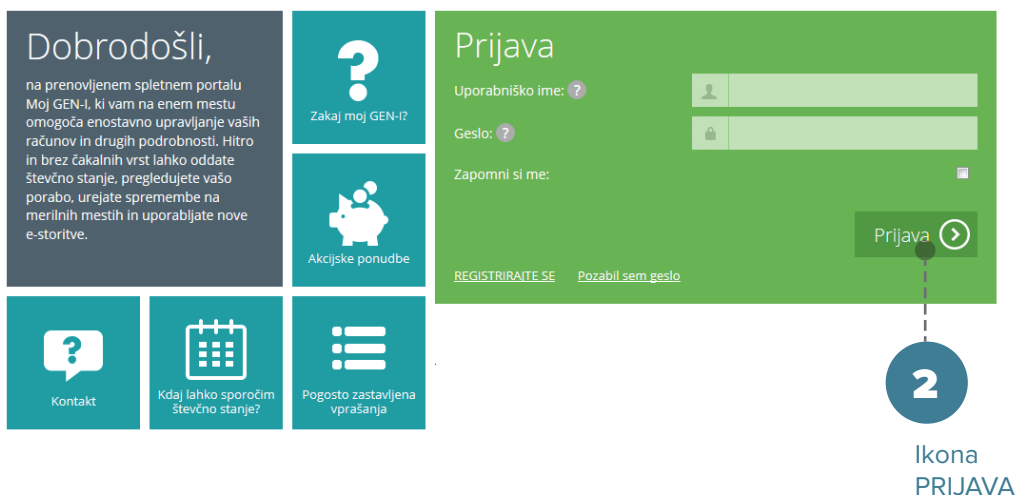 Dobrodošli,
na prenovljenem spletnem portalu
Moj GEN-I, ki vam na enem mestu
omogoča enostavno upravljanje vaših
računov in drugih podrobnosti. Hitro
in brez čakalnih vrst lahko oddate
števčno stanje, pregledujete vašo
porabo, urejate spremembe na
merilnih mestih in uporabljate nove
e-storitve.
?
Zakaj moj GEN-I?
Akcijske ponudbe
?
Kontakt
Kdaj lahko sporočim
števčno stanje?
Pogosto zastavljena
vprašanja
Prijava
Uporabniško ime: ?
Geslo: ?
Zapomni si me:
Prijava
REGISTRIRAJTE SE Pozabil sem geslo
2
Ikona
PRIJAVA